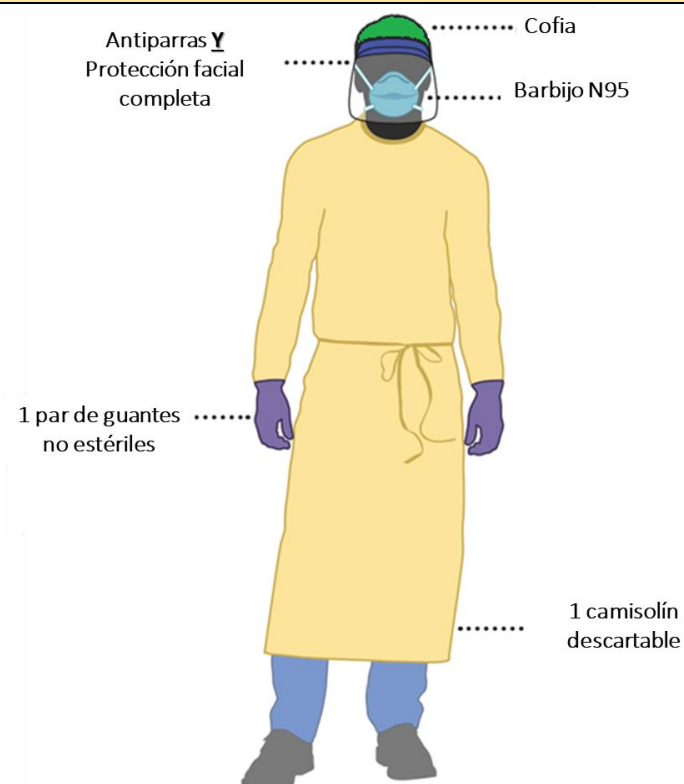 Cofia
Antiparras Y
Protección facial
completa
Barbijo N95
1 par de guantes
no estériles
1 camisolín
descartable